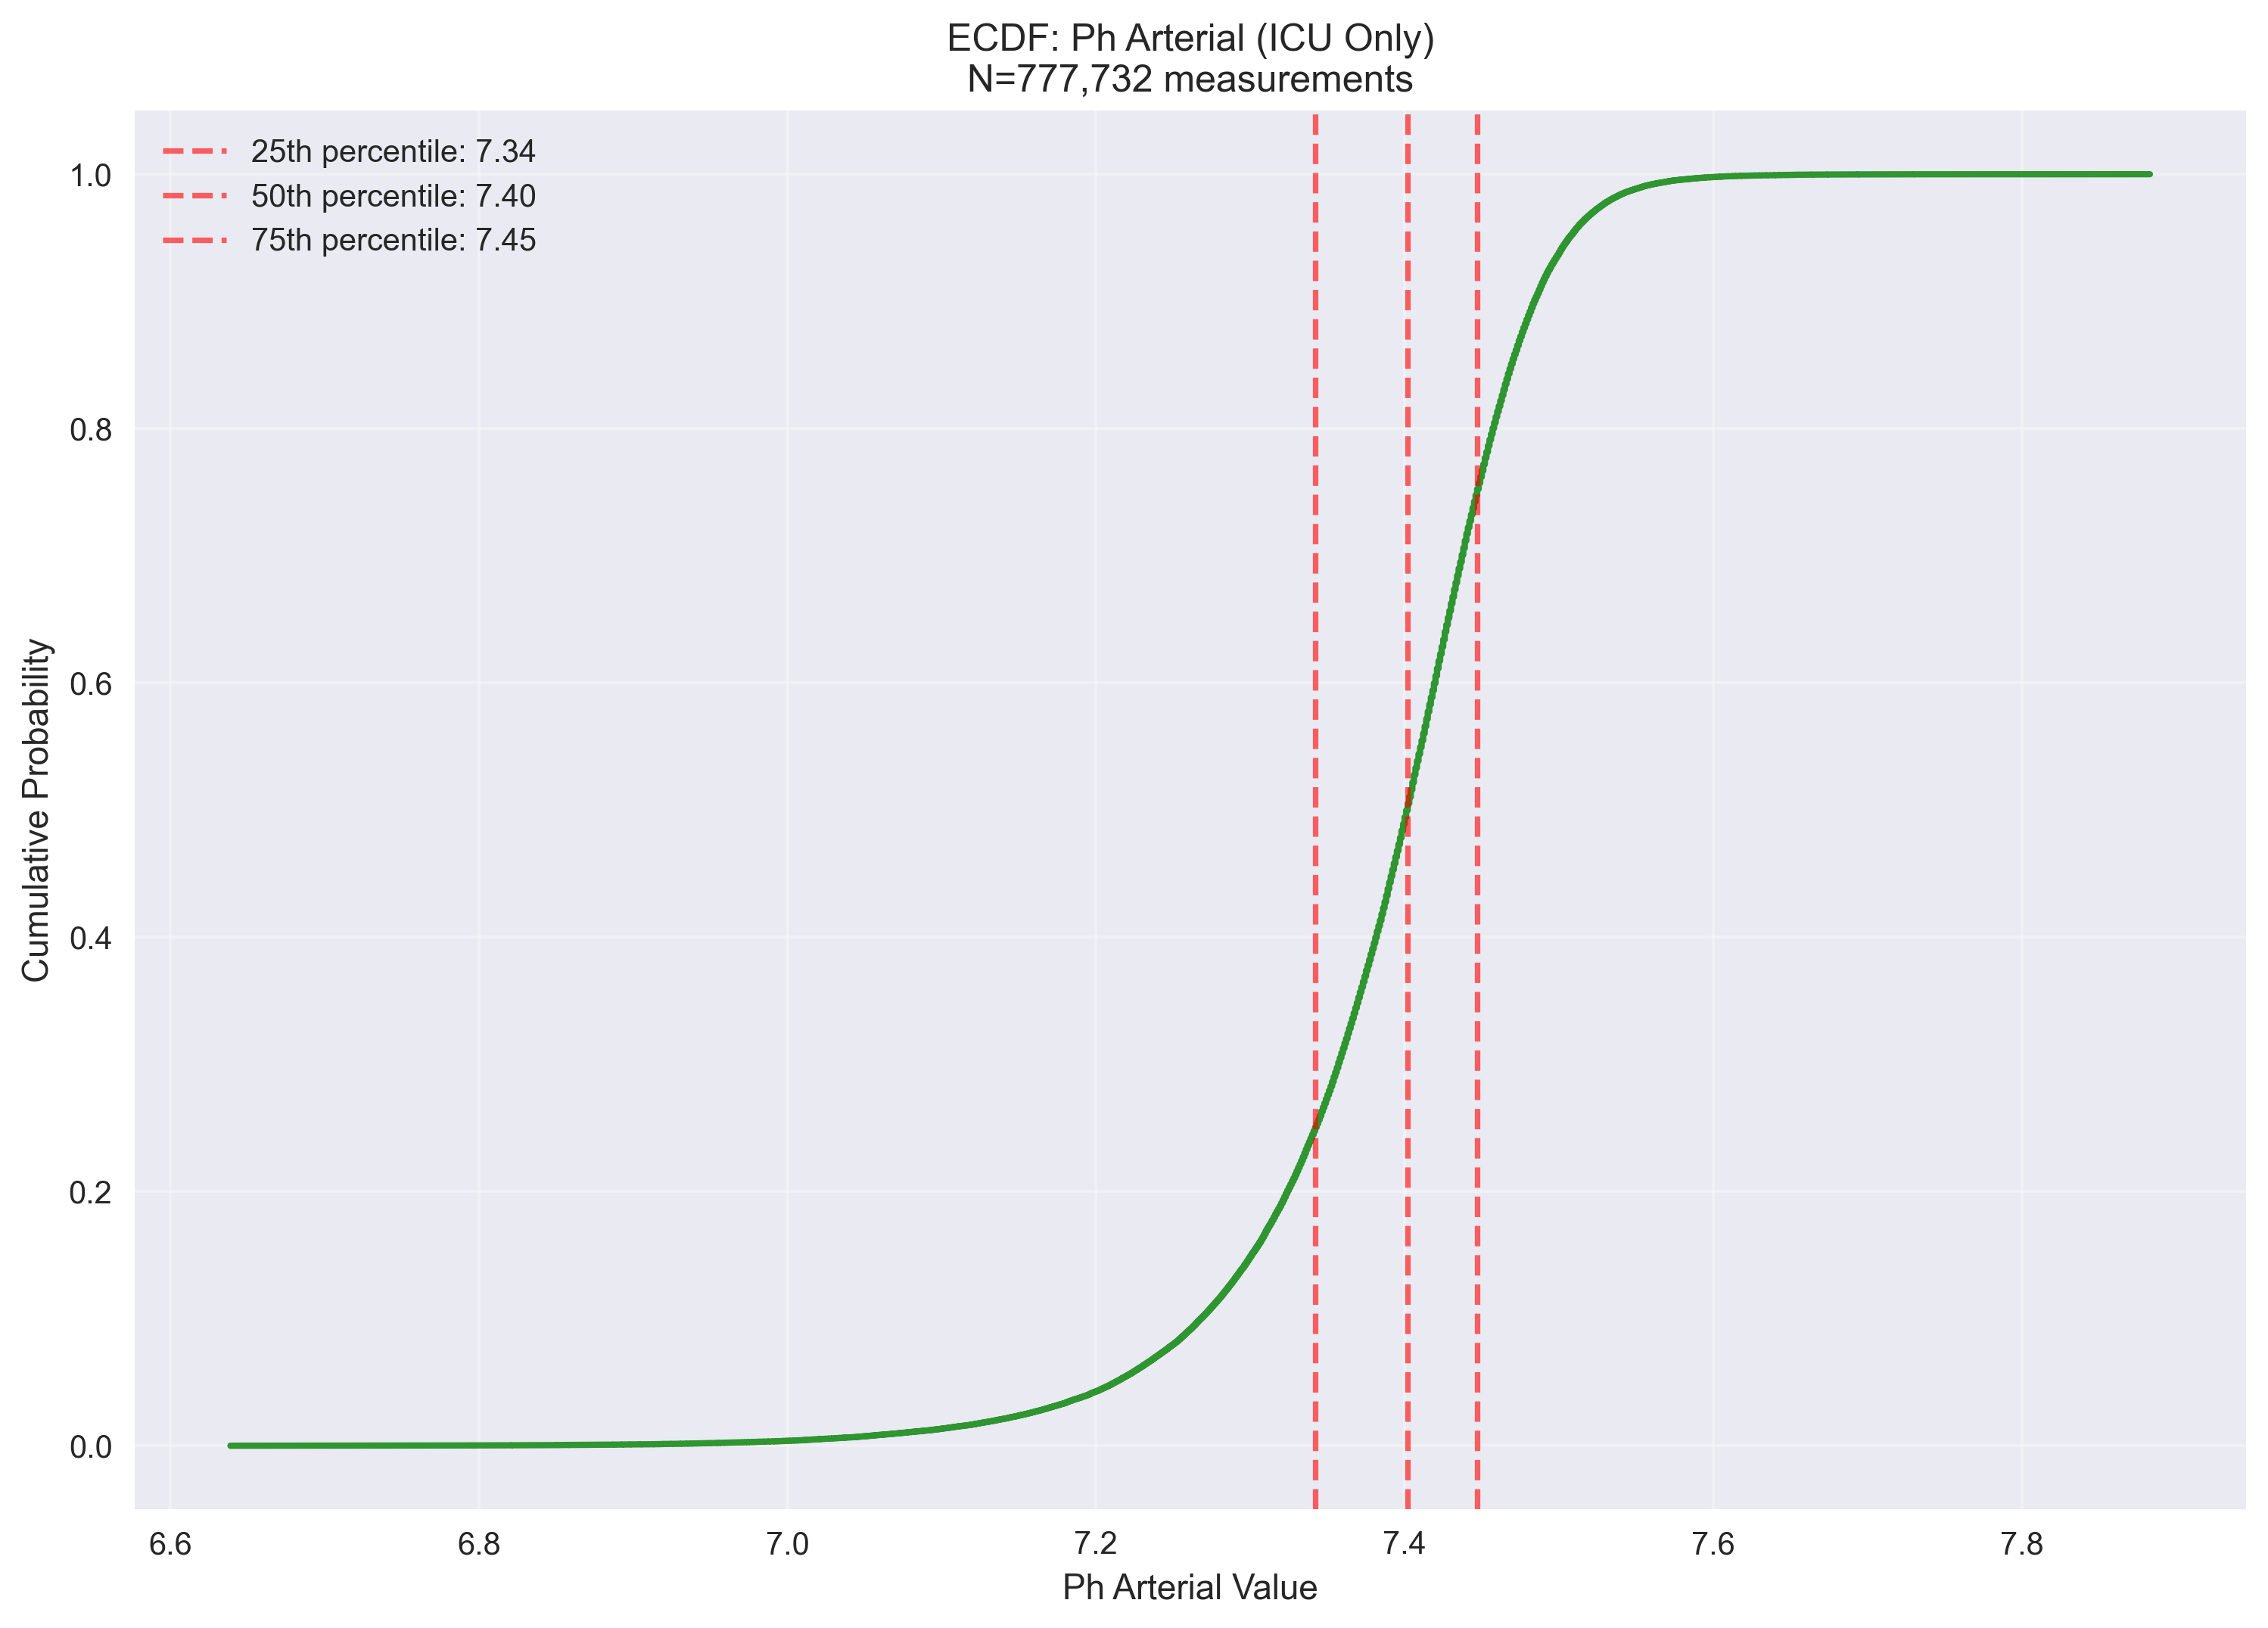 ECDF: Ph Arterial (ICU Only)
N=777,732 measurements
25th percentile: 7.34
50th percentile: 7.40
75th percentile: 7.45
Cumulative Probability
1.0
0.8
0.6
0.4
0.2
0.0
6.6 6.8 7.0 7.2 7.4 7.6 7.8
Ph Arterial Value